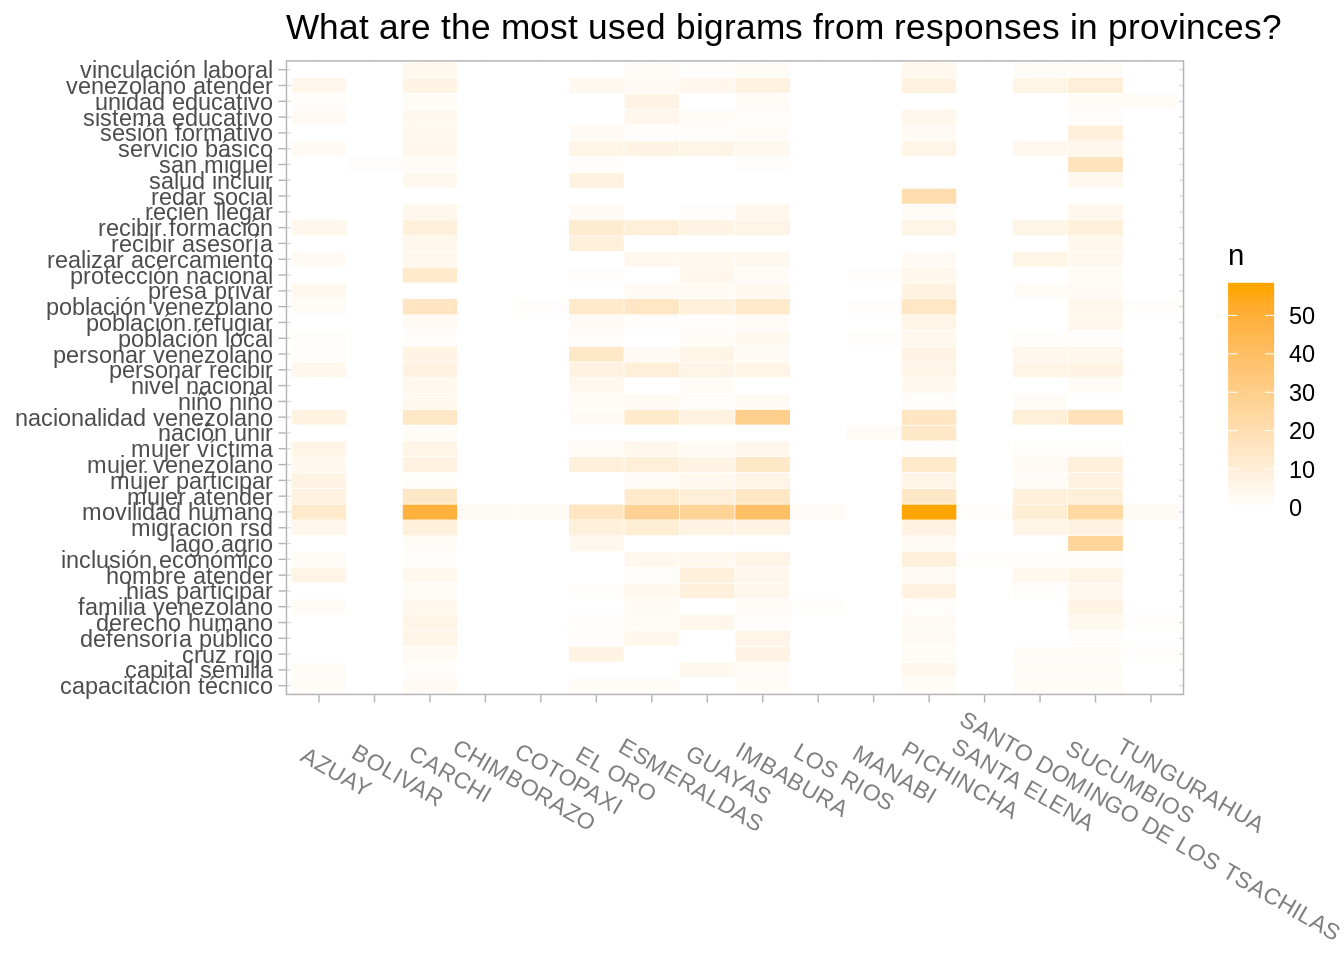 What are the most used bigrams from responses in provinces?
vinculación laboral
venezolano atender
unidad educativo
sistema educativo
sesión formativo
servicio básico
san miguel
salud incluir
redar social
recién llegar
recibir formación
recibir asesoría
realizar acercamiento
protección nacional
presa privar
población venezolano
población refugiar
población local
personar venezolano
personar recibir
nivel nacional
niño niño
nacionalidad venezolano
nación unir
mujer víctima
mujer venezolano
mujer participar
mujer atender
movilidad humano
migración rsd
lago agrio
inclusión económico
hombre atender
hias participar
familia venezolano
derecho humano
defensoría público
cruz rojo
capital semilla
capacitación técnico
AZUAY
BOLIVAR
CARCHI
CHIMBORAZO
COTOPAXI
EL ORO
ESMERALDAS
GUAYAS
IMBABURA
LOS RIOS
MANABI
PICHINCHA
SANTA ELENA
SANTO DOMINGO DE LOS TSACHILAS
SUCUMBIOS
TUNGURAHUA
n
50
40
30
20
10
0